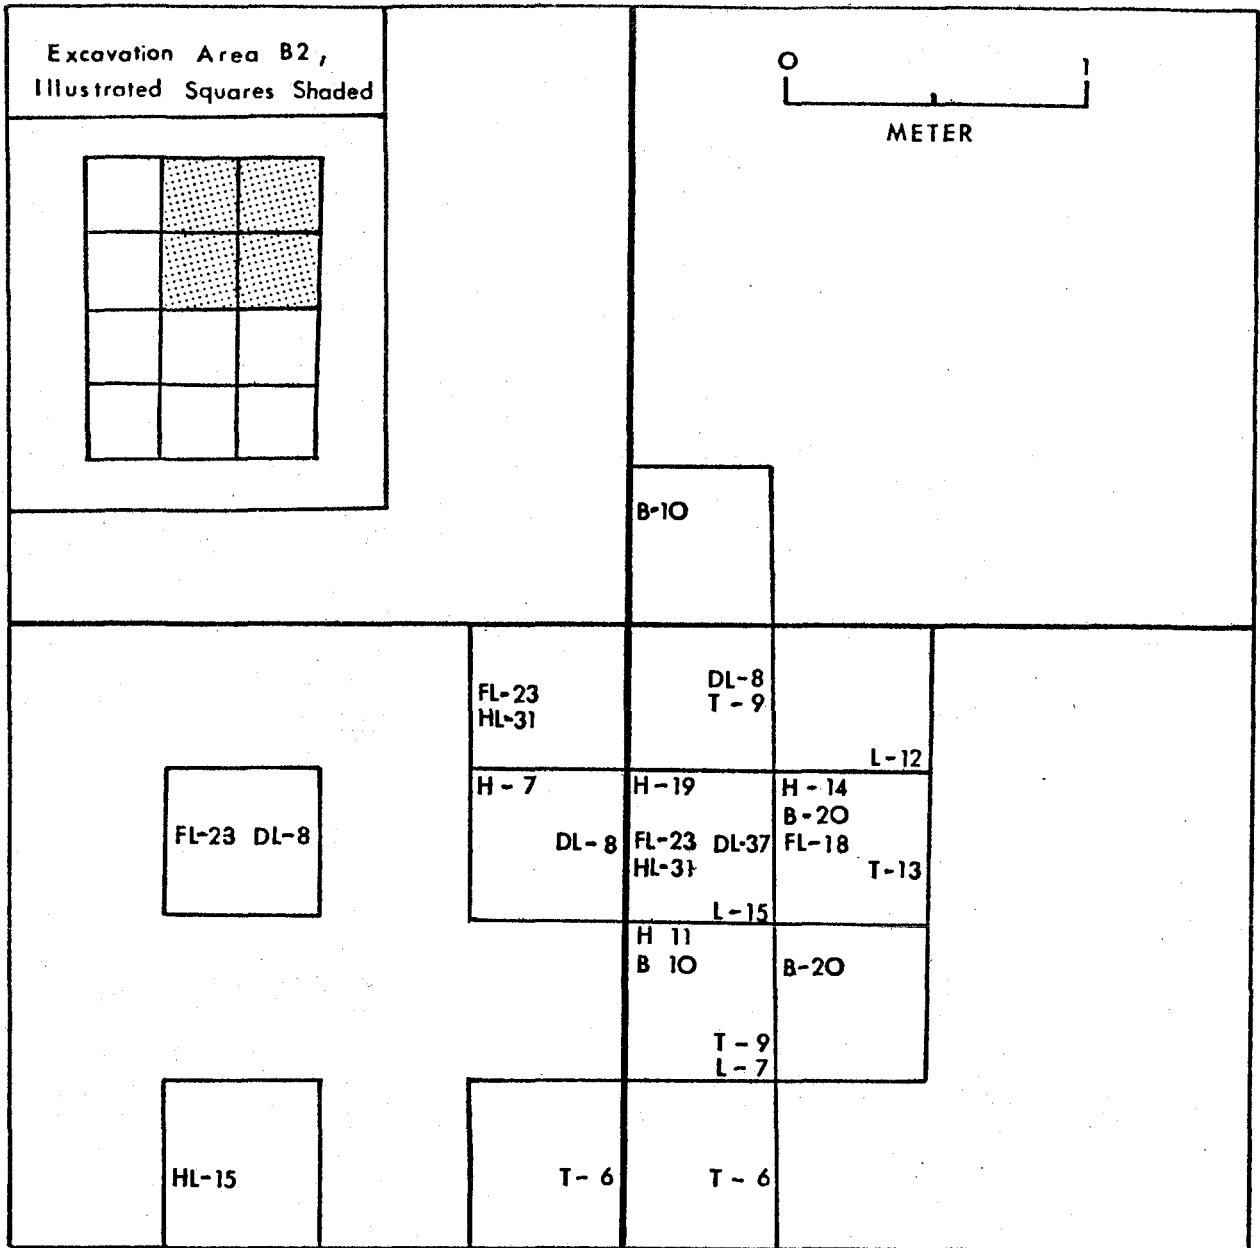 Excavation Area B2,
Illustrated Squares Shaded
0 1
METER
B-10
FL-23
HL-31
DL-8
T-9
L-12
H-7
DL-8
H-19
FL-23 DL-37
HL-31
L-15
H-14
B-20
FL-18
T-13
FL-23 DL-8
H 11
B 10
T-9
L-7
B-20
HL-15
T-6
T-6